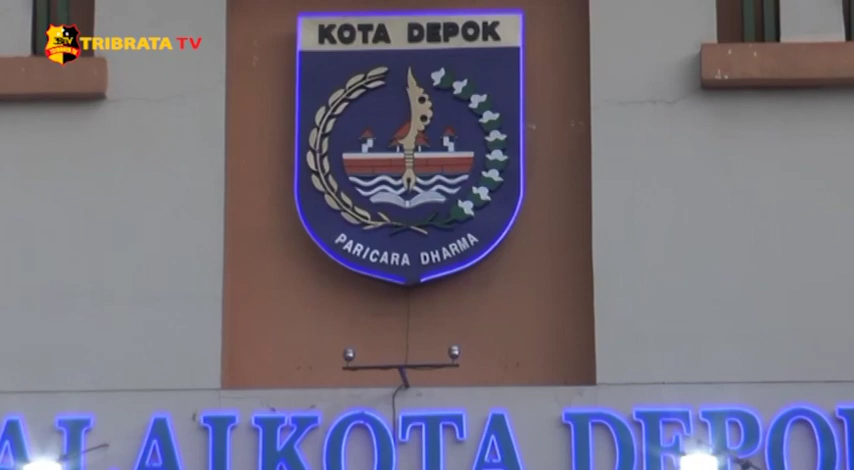 TRIBRATA TV
KOTA DEPOK
PARICARA DHARMA
ALAIKOTA DEPOK